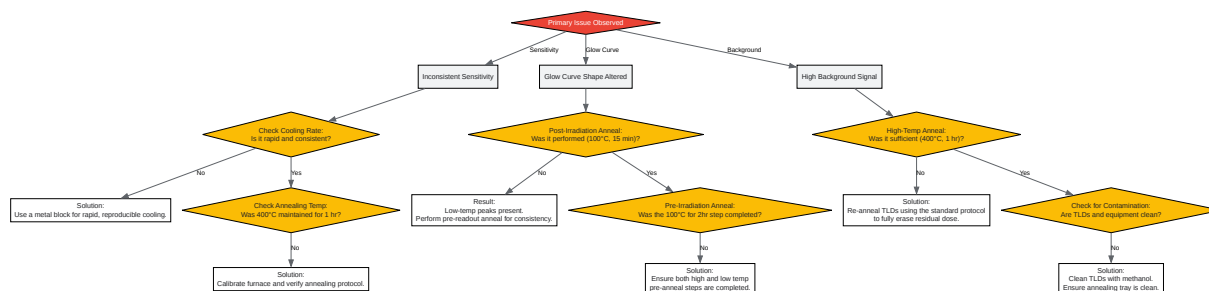 Primary Issue Observed
Sensitivity
Glow Curve
Background
Inconsistent Sensitivity
Glow Curve Shape Altered
High Background Signal
Check Cooling Rate:
Is it rapid and consistent?
Post-Irradiation Anneal:
Was it performed (100°C, 15 min)?
High-Temp Anneal:
Was it sufficient (400°C, 1 hr)?
No
Yes
No
Yes
No
Yes
Solution:
Use a metal block for rapid, reproducible cooling.
Check Annealing Temp:
Was 400°C maintained for 1 hr?
Result:
Low-temp peaks present.
Perform pre-readout anneal for consistency.
Pre-Irradiation Anneal:
Was the 100°C for 2hr step completed?
Solution:
Re-anneal TLDs using the standard protocol
to fully erase residual dose.
Check for Contamination:
Are TLDs and equipment clean?
No
No
No
Solution:
Calibrate furnace and verify annealing protocol.
Solution:
Ensure both high and low temp
pre-anneal steps are completed.
Solution:
Clean TLDs with methanol.
Ensure annealing tray is clean.